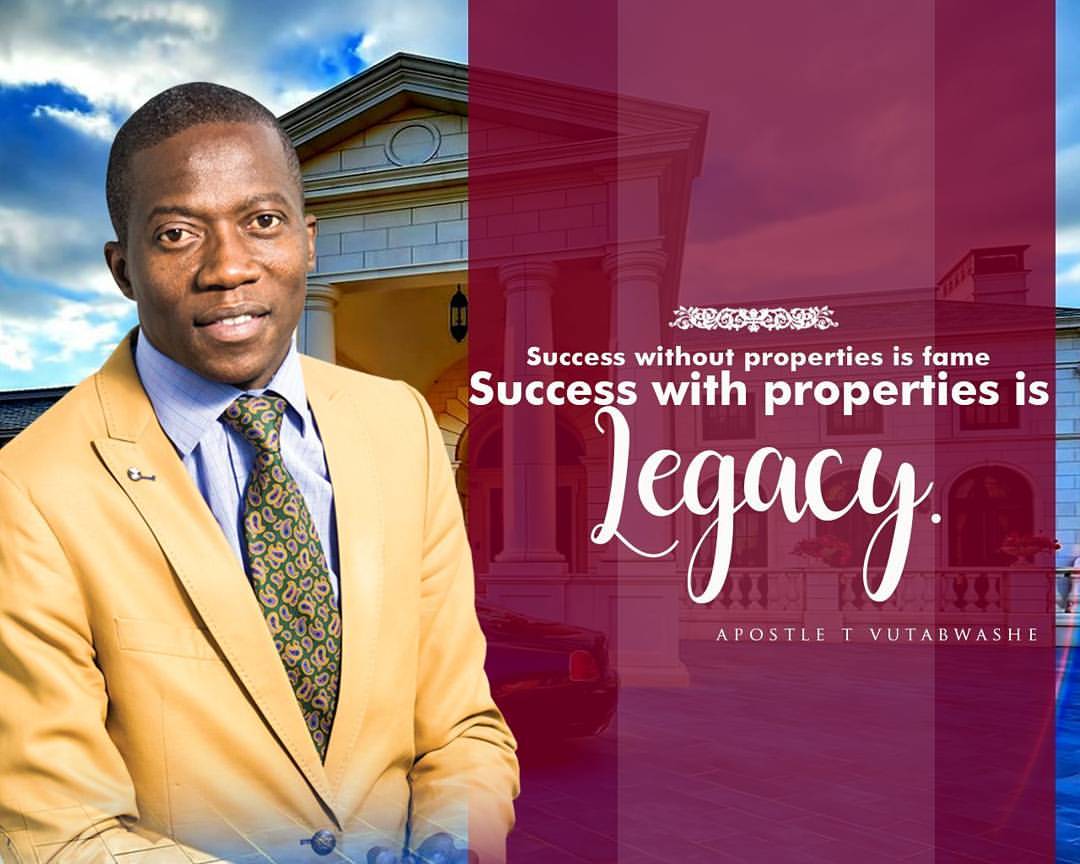 Success without properties is fame
Success with properties is
Legacy.
APOSTLE T VUTABWASHE